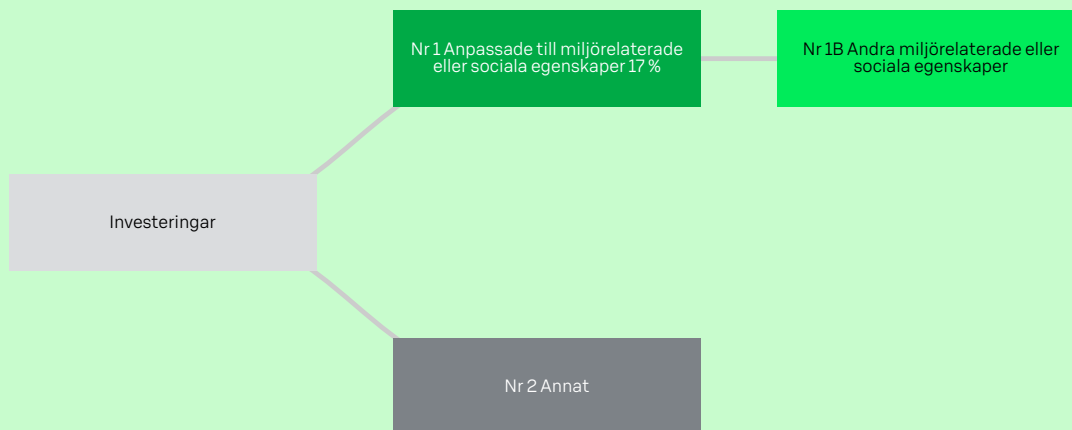 Nr 1 Anpassade till miljörelaterade
eller sociala egenskaper 17 %
Nr 1B Andra miljörelaterade eller
sociala egenskaper
Investeringar
Nr 2 Annat